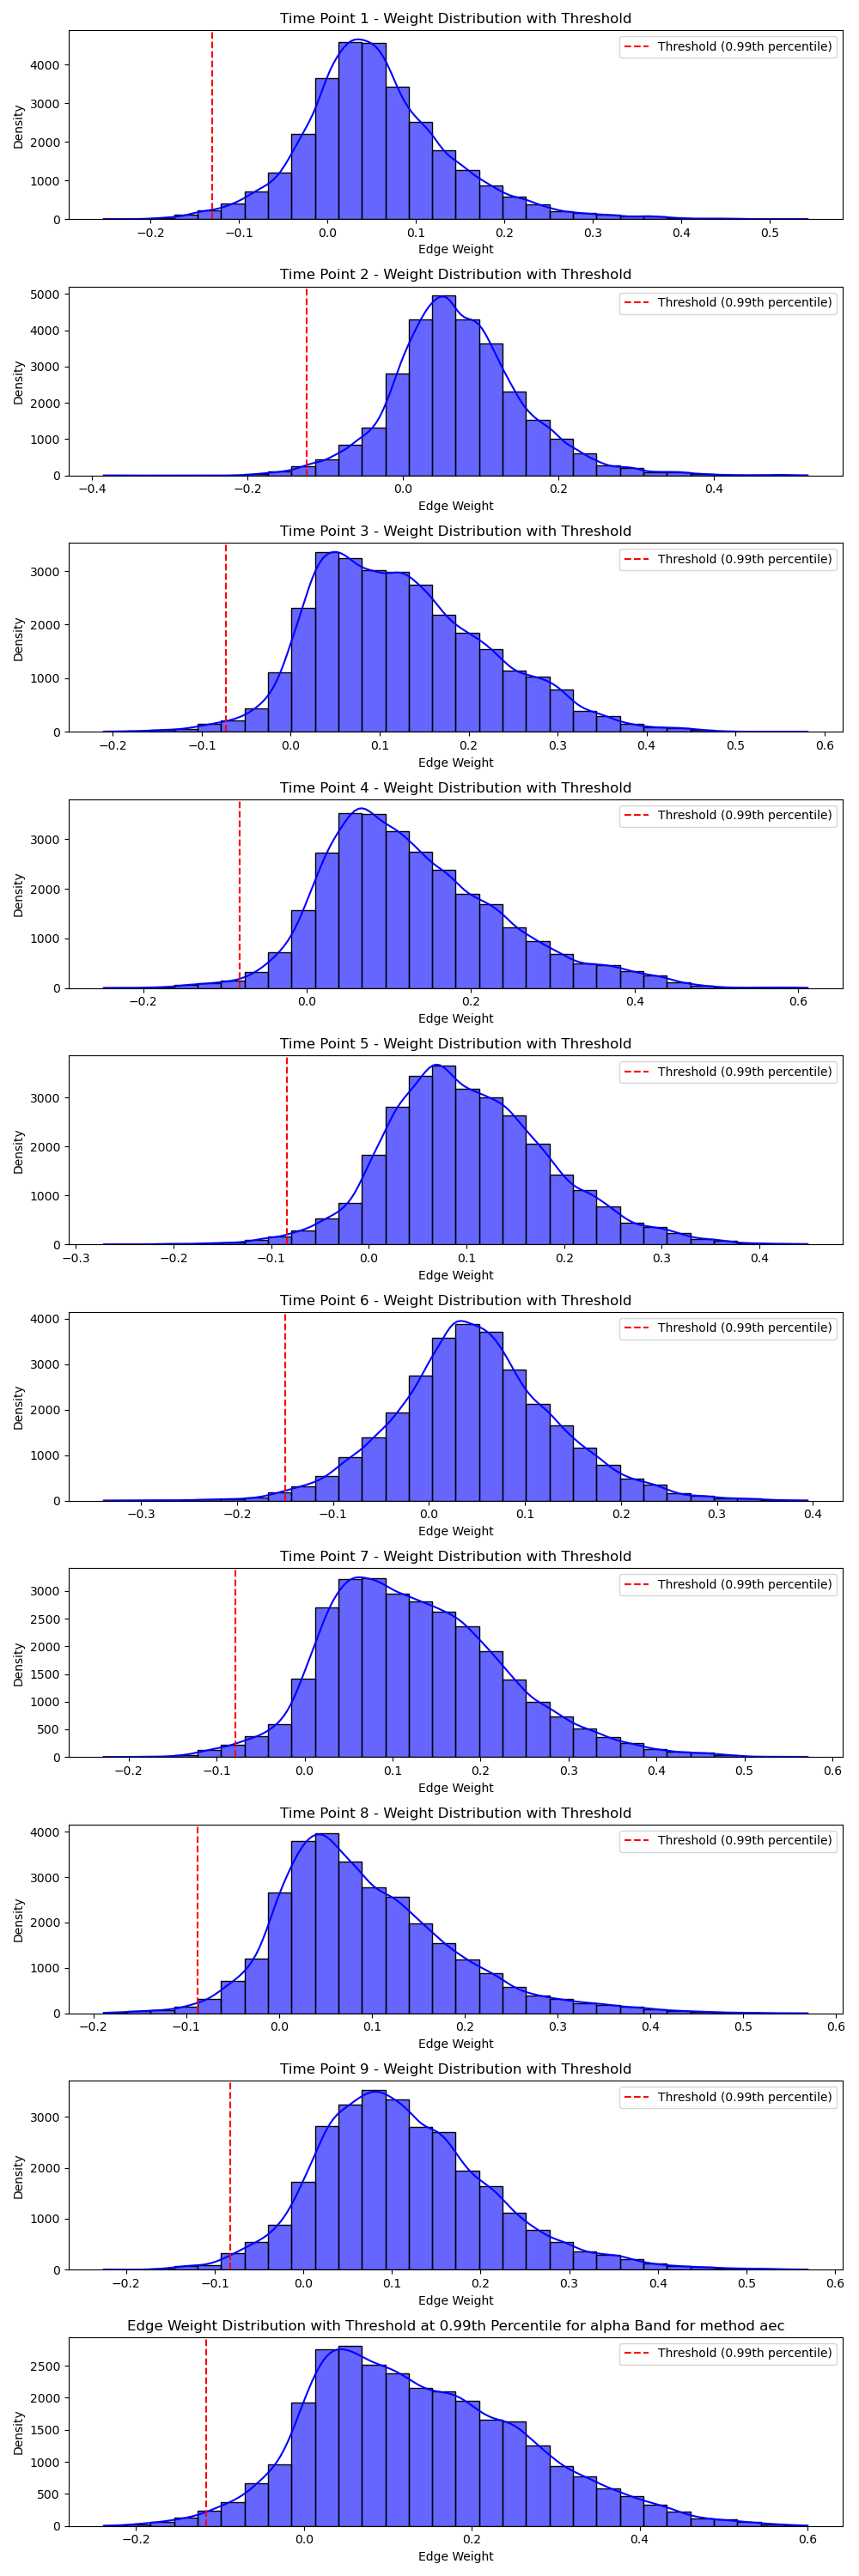 Time Point 1 - Weight Distribution with Threshold
Threshold (0.99th percentile)
Density
4000
3000
2000
1000
0
−0.2 −0.1 0.0 0.1 0.2 0.3 0.4 0.5
Edge Weight
Time Point 2 - Weight Distribution with Threshold
Threshold (0.99th percentile)
Density
5000
4000
3000
2000
1000
0
−0.4 −0.2 0.0 0.2 0.4
Edge Weight
Time Point 3 - Weight Distribution with Threshold
Threshold (0.99th percentile)
Density
3000
2000
1000
0
−0.2 −0.1 0.0 0.1 0.2 0.3 0.4 0.5 0.6
Edge Weight
Time Point 4 - Weight Distribution with Threshold
Threshold (0.99th percentile)
Density
3000
2000
1000
0
−0.2 0.0 0.2 0.4 0.6
Edge Weight
Time Point 5 - Weight Distribution with Threshold
Threshold (0.99th percentile)
Density
3000
2000
1000
0
−0.3 −0.2 −0.1 0.0 0.1 0.2 0.3 0.4
Edge Weight
Time Point 6 - Weight Distribution with Threshold
Threshold (0.99th percentile)
Density
4000
3000
2000
1000
0
−0.3 −0.2 −0.1 0.0 0.1 0.2 0.3 0.4
Edge Weight
Time Point 7 - Weight Distribution with Threshold
Threshold (0.99th percentile)
Density
3000
2500
2000
1500
1000
500
0
−0.2 −0.1 0.0 0.1 0.2 0.3 0.4 0.5 0.6
Edge Weight
Time Point 8 - Weight Distribution with Threshold
Threshold (0.99th percentile)
Density
4000
3000
2000
1000
0
−0.2 −0.1 0.0 0.1 0.2 0.3 0.4 0.5 0.6
Edge Weight
Time Point 9 - Weight Distribution with Threshold
Threshold (0.99th percentile)
Density
3000
2000
1000
0
−0.2 −0.1 0.0 0.1 0.2 0.3 0.4 0.5 0.6
Edge Weight
Edge Weight Distribution with Threshold at 0.99th Percentile for alpha Band for method aec
Threshold (0.99th percentile)
Density
2500
2000
1500
1000
500
0
−0.2 0.0 0.2 0.4 0.6
Edge Weight